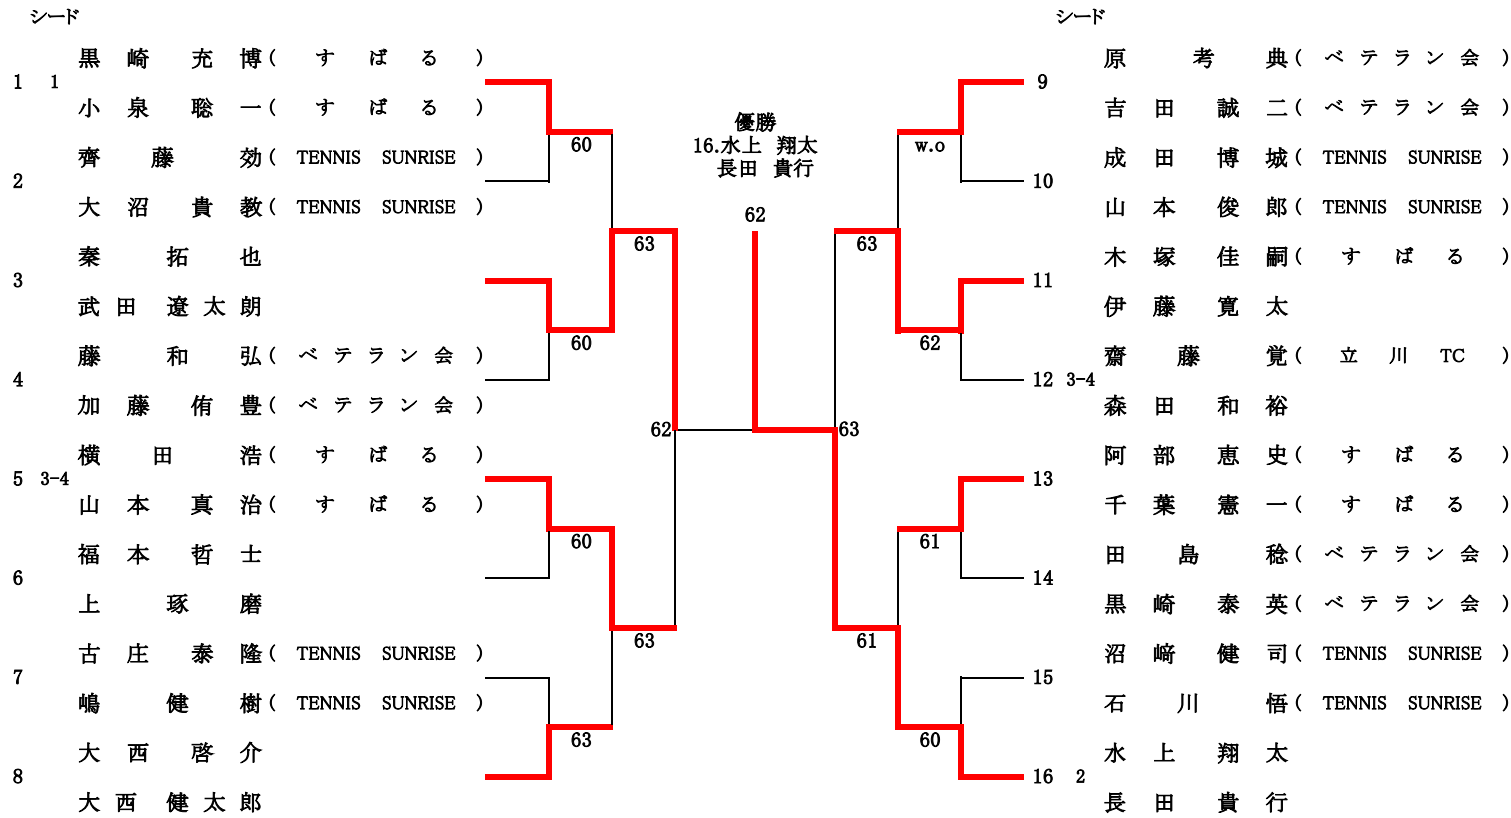 シード
黒崎 充博 ( すばる )
1 1
小泉 聡一 ( すばる )
60
齊藤 効 ( TENNIS SUNRISE )
2
大沼 貴教 ( TENNIS SUNRISE )
63
秦 拓也
3
武田 遼太朗
60
藤 和弘 ( ベテラン会 )
4
加藤 侑豊 ( ベテラン会 )
62
横田 浩 ( すばる )
5 3-4
山本 真治 ( すばる )
60
福本 哲士
6
上 琢磨
63
古庄 泰隆 ( TENNIS SUNRISE )
7
嶋 健樹 ( TENNIS SUNRISE )
63
大西 啓介
8
大西 健太郎
優勝
16.水上 翔太
長田 貴行
62
シード
原 考典 ( ベテラン会 )
9
吉田 誠二 ( ベテラン会 )
w.o
成田 博城 ( TENNIS SUNRISE )
10
山本 俊郎 ( TENNIS SUNRISE )
63
木塚 佳嗣 ( すばる )
11
伊藤 寛太
62
齋藤 覚 ( 立川TC )
12 3-4
森田 和裕
63
阿部 恵史 ( すばる )
13
千葉 憲一 ( すばる )
61
田島 稔 ( ベテラン会 )
14
黒崎 泰英 ( ベテラン会 )
61
沼﨑 健司 ( TENNIS SUNRISE )
15
石川 悟 ( TENNIS SUNRISE )
60
水上 翔太
16 2
長田 貴行